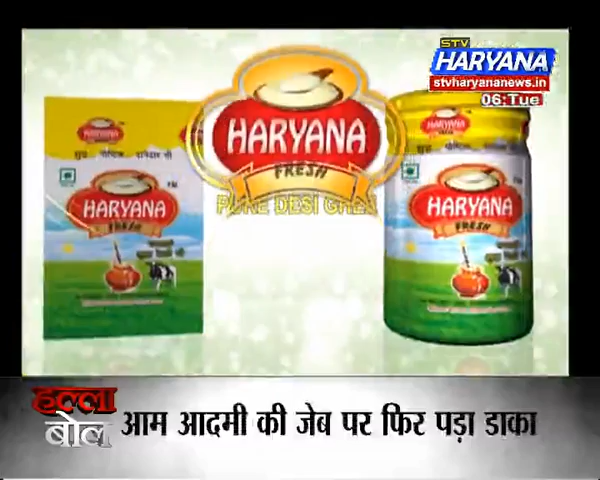 STV
HARYANA
stvharyananews.in
06:Tue
HARYANA
FRESH
PURE DESI GHEE
HARYANA
शुद्ध पौष्टिक दानेदार घी
HARYANA
FRESH
HARYANA
HARYANA
FRESH
हल्ला
बोल
आम आदमी की जेब पर फिर पड़ा डाका